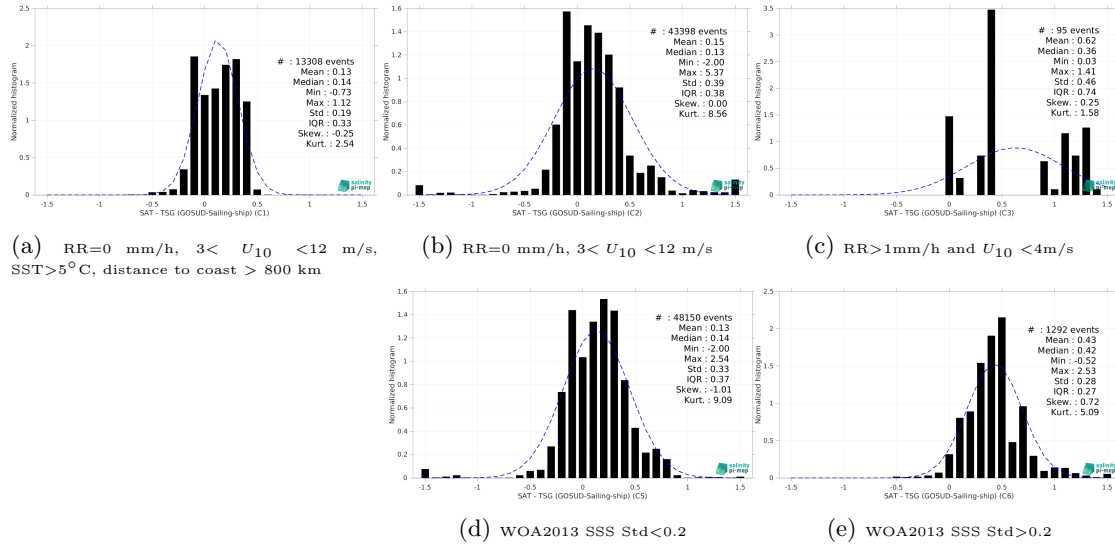 2.5
2
1.5
1
0.5
0
Normalized histogram
# : 13308 events
Mean : 0.13
Median : 0.14
Min : -0.73
Max : 1.12
Std : 0.19
IQR : 0.33
Skew. : -0.25
Kurt. : 2.54
salinity
pi-mep
-1.5 -1 -0.5 0 0.5 1 1.5
SAT - TSG (GOSUD-Sailing-ship) (C1)
(a) RR=0 mm/h, 3< U10 <12 m/s,
SST>5°C, distance to coast > 800 km
1.6
1.4
1.2
1
0.8
0.6
0.4
0.2
0
Normalized histogram
# : 43398 events
Mean : 0.15
Median : 0.13
Min : -2.00
Max : 5.37
Std : 0.39
IQR : 0.38
Skew. : 0.00
Kurt. : 8.56
salinity
pi-mep
-1.5 -1 -0.5 0 0.5 1 1.5
SAT - TSG (GOSUD-Sailing-ship) (C2)
(b) RR=0 mm/h, 3< U10 <12 m/s
3.5
3
2.5
2
1.5
1
0.5
0
Normalized histogram
# : 95 events
Mean : 0.62
Median : 0.36
Min : 0.03
Max : 1.41
Std : 0.46
IQR : 0.74
Skew. : 0.25
Kurt. : 1.58
salinity
pi-mep
-1.5 -1 -0.5 0 0.5 1 1.5
SAT - TSG (GOSUD-Sailing-ship) (C3)
(c) RR>1mm/h and U10 <4m/s
1.6
1.4
1.2
1
0.8
0.6
0.4
0.2
0
Normalized histogram
# : 48150 events
Mean : 0.13
Median : 0.14
Min : -2.00
Max : 2.54
Std : 0.33
IQR : 0.37
Skew. : -1.01
Kurt. : 9.09
salinity
pi-mep
-1.5 -1 -0.5 0 0.5 1 1.5
SAT - TSG (GOSUD-Sailing-ship) (C5)
(d) WOA2013 SSS Std<0.2
2.5
2
1.5
1
0.5
0
Normalized histogram
# : 1292 events
Mean : 0.43
Median : 0.42
Min : -0.52
Max : 2.53
Std : 0.28
IQR : 0.27
Skew. : 0.72
Kurt. : 5.09
salinity
pi-mep
-1.5 -1 -0.5 0 0.5 1 1.5
SAT - TSG (GOSUD-Sailing-ship) (C6)
(e) WOA2013 SSS Std>0.2